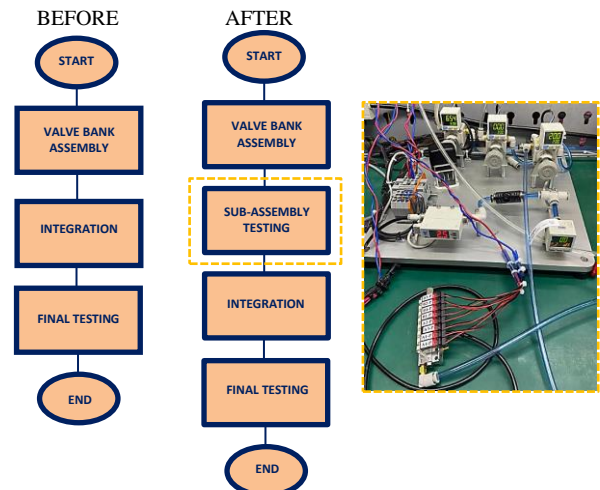 BEFORE
AFTER
START
VALVE BANK
ASSEMBLY
INTEGRATION
FINAL TESTING
END
START
VALVE BANK
ASSEMBLY
SUB-ASSEMBLY
TESTING
INTEGRATION
FINAL TESTING
END